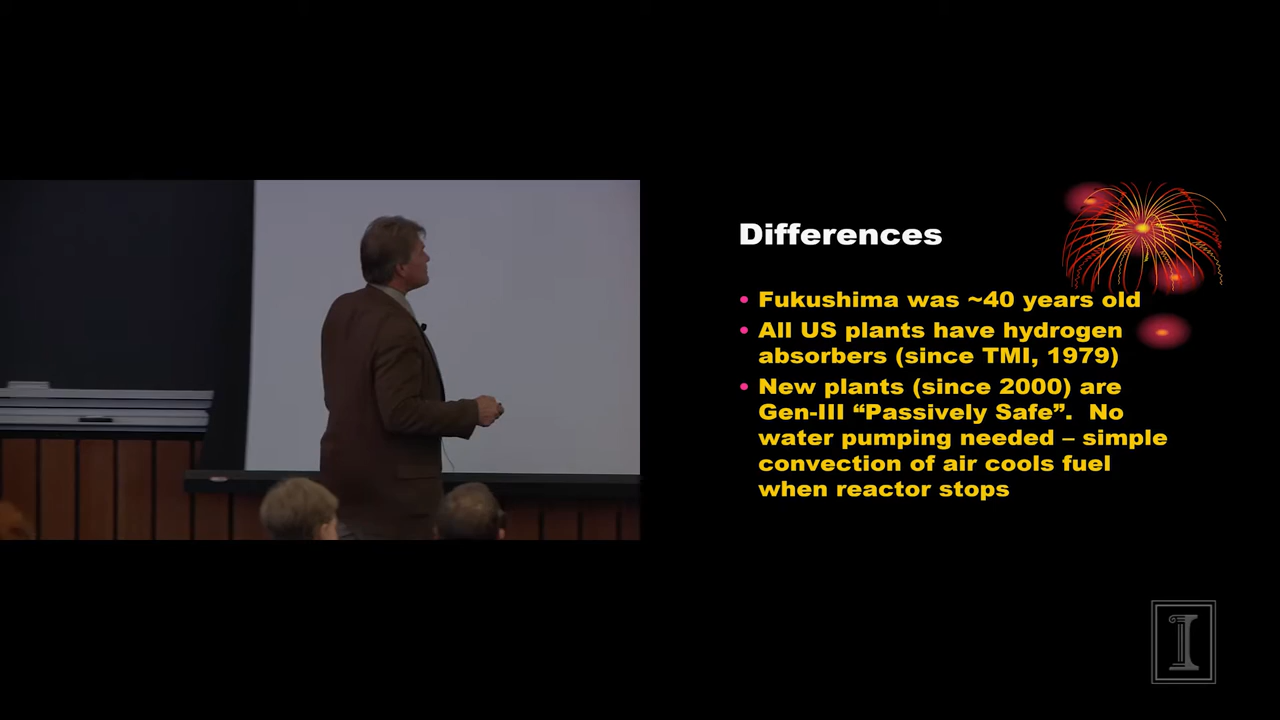 Differences
• Fukushima was ~40 years old
• All US plants have hydrogen
absorbers (since TMI, 1979)
• New plants (since 2000) are
Gen-III “Passively Safe”.  No
water pumping needed – simple
convection of air cools fuel
when reactor stops
I